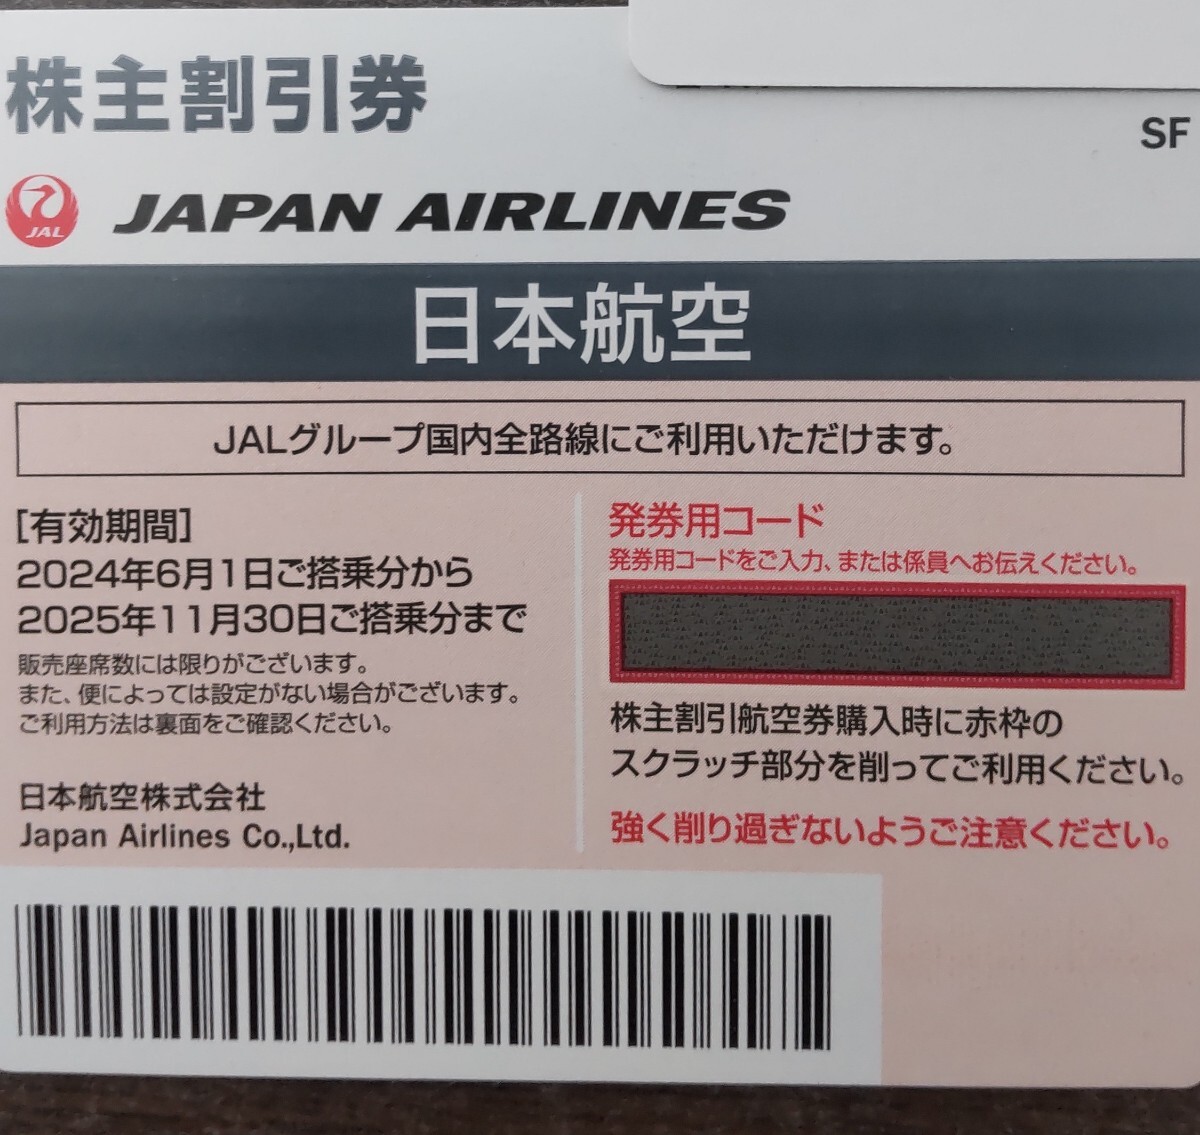 株主割引券
SF
JAL
JAPAN AIRLINES
日本航空
JALグループ国内全路線にご利用いただけます。
[有効期間]
2024年6月1日ご搭乗分から
2025年11月30日ご搭乗分まで
販売座席数には限りがございます。
また、便によっては設定がない場合がございます。
ご利用方法は裏面をご確認ください。
日本航空株式会社
Japan Airlines Co.,Ltd.
発券用コード
発券用コードをご入力、または係員へお伝えください。
株主割引航空券購入時に赤枠の
スクラッチ部分を削ってご利用ください。
強く削り過ぎないようご注意ください。